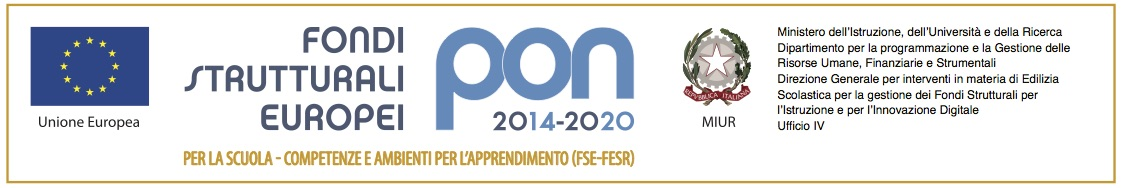 Unione Europea
FONDI
STRUTTURALI
EUROPEI
pon
2014-2020
PER LA SCUOLA - COMPETENZE E AMBIENTI PER L'APPRENDIMENTO (FSE-FESR)
REPVBBLICA ITALIANA
MIUR
Ministero dell'Istruzione, dell'Università e della Ricerca
Dipartimento per la programmazione e la Gestione delle
Risorse Umane, Finanziarie e Strumentali
Direzione Generale per interventi in materia di Edilizia
Scolastica per la gestione dei Fondi Strutturali per
l'Istruzione e per l'Innovazione Digitale
Ufficio IV